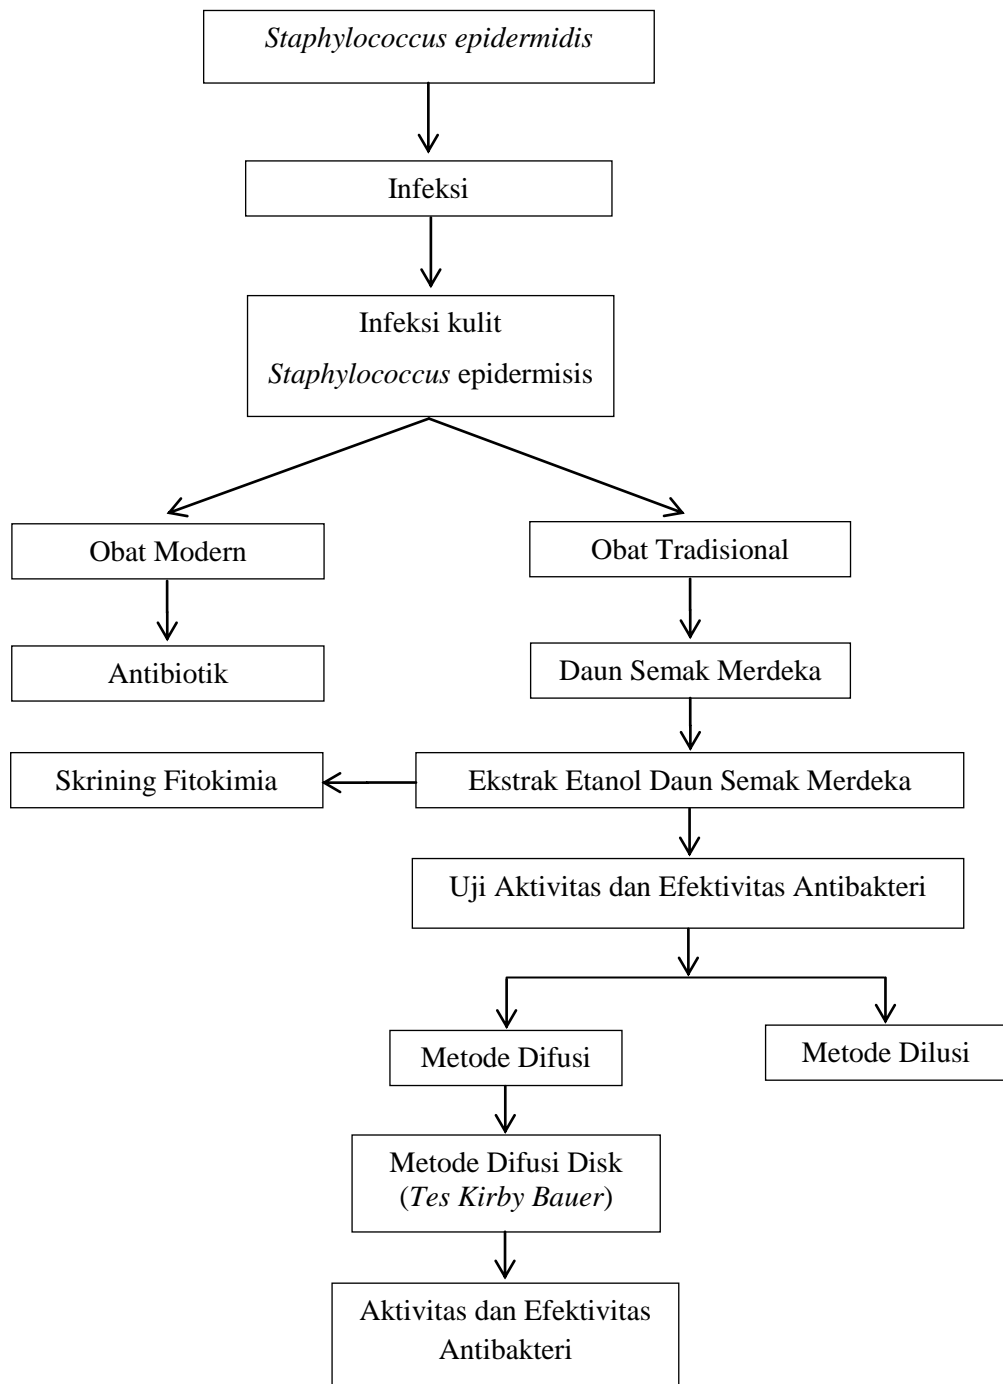 Staphylococcus epidermidis
Infeksi
Infeksi kulit
Staphylococcus epidermisis
Obat Modern
Obat Tradisional
Antibiotik
Daun Semak Merdeka
Skrining Fitokimia
Ekstrak Etanol Daun Semak Merdeka
Uji Aktivitas dan Efektivitas Antibakteri
Metode Difusi
Metode Dilusi
Metode Difusi Disk
(Tes Kirby Bauer)
Aktivitas dan Efektivitas
Antibakteri